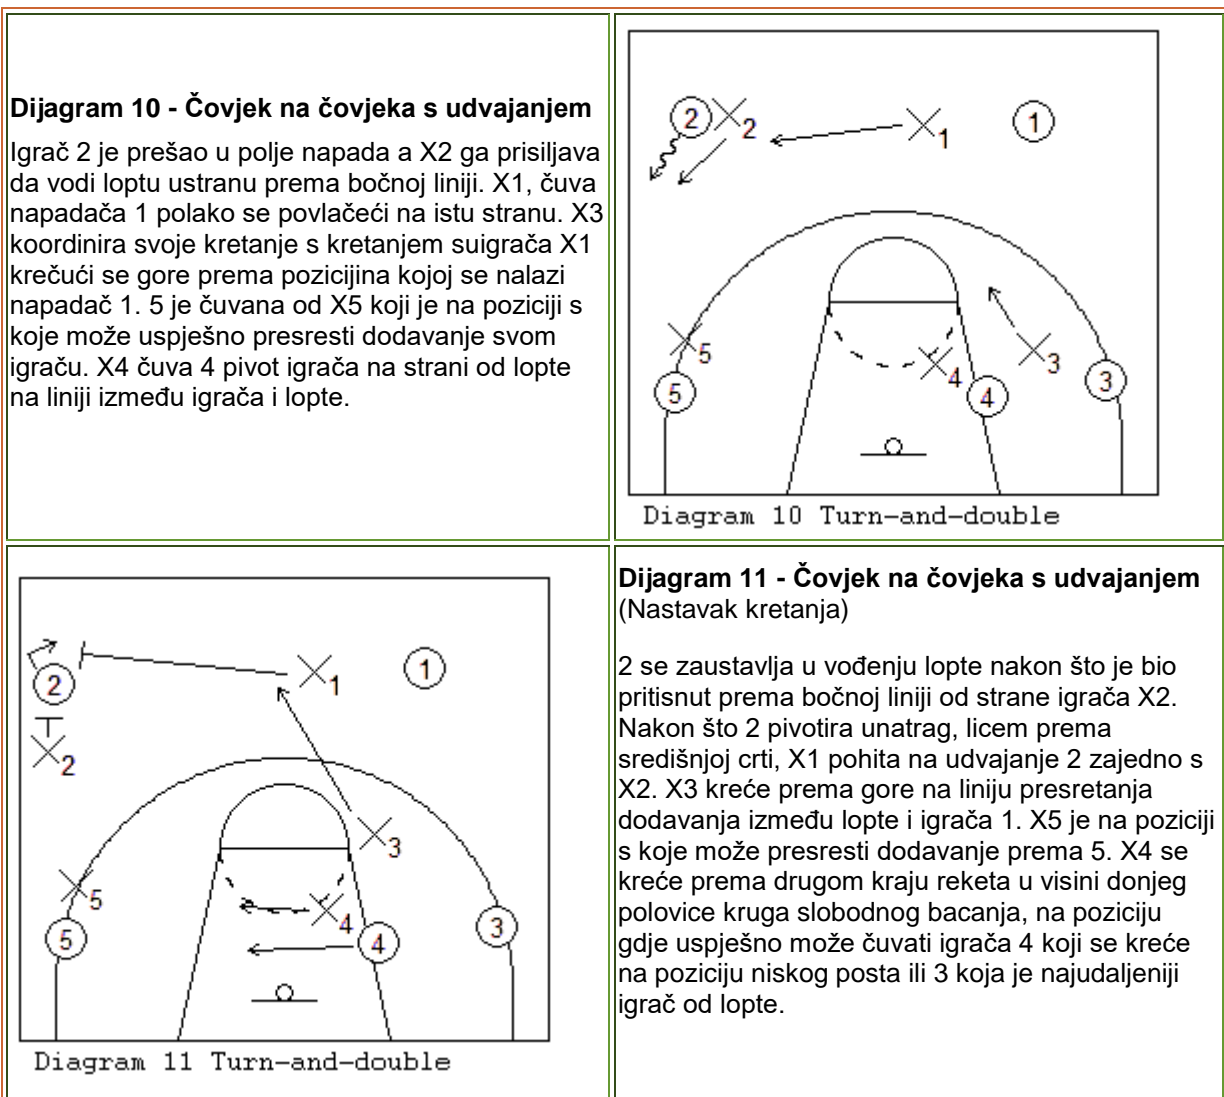 Dijagram 10 - Čovjek na čovjeka s udvajanjem
Igrač 2 je prešao u polje napada a X2 ga prisiljava
da vodi loptu ustranu prema bočnoj liniji. X1, čuva
napadača 1 polako se povlačeći na istu stranu. X3
koordinira svoje kretanje s kretanjem suigrača X1
krečući se gore prema pozicijina kojoj se nalazi
napadač 1. 5 je čuvana od X5 koji je na poziciji s
koje može uspješno presresti dodavanje svom
igraču. X4 čuva 4 pivot igrača na strani od lopte
na liniji između igrača i lopte.
2 X2 X1 1
X5 X4 X3
5 4 3
Diagram 10 Turn-and-double
2 X1 1
X2
X3
X5 X4
5 4 3
Diagram 11 Turn-and-double
Dijagram 11 - Čovjek na čovjeka s udvajanjem
(Nastavak kretanja)
2 se zaustavlja u vođenju lopte nakon što je bio
pritisnut prema bočnoj liniji od strane igrača X2.
Nakon što 2 pivotira unatrag, licem prema
središnjoj crti, X1 pohita na udvajanje 2 zajedno s
X2. X3 kreće prema gore na liniju presretanja
dodavanja između lopte i igrača 1. X5 je na poziciji
s koje može presresti dodavanje prema 5. X4 se
kreće prema drugom kraju reketa u visini donjeg
polovice kruga slobodnog bacanja, na poziciju
gdje uspješno može čuvati igrača 4 koji se kreće
na poziciju niskog posta ili 3 koja je najudaljeniji
igrač od lopte.